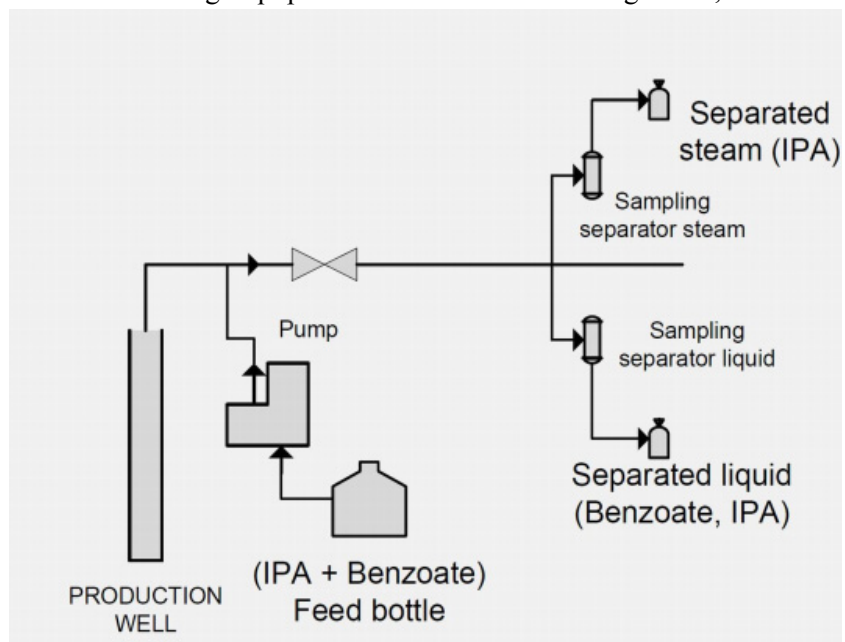 Separated
steam (IPA)
Sampling
separator steam
Pump
Sampling
separator liquid
Separated liquid
(Benzoate, IPA)
(IPA + Benzoate)
Feed bottle
PRODUCTION
WELL